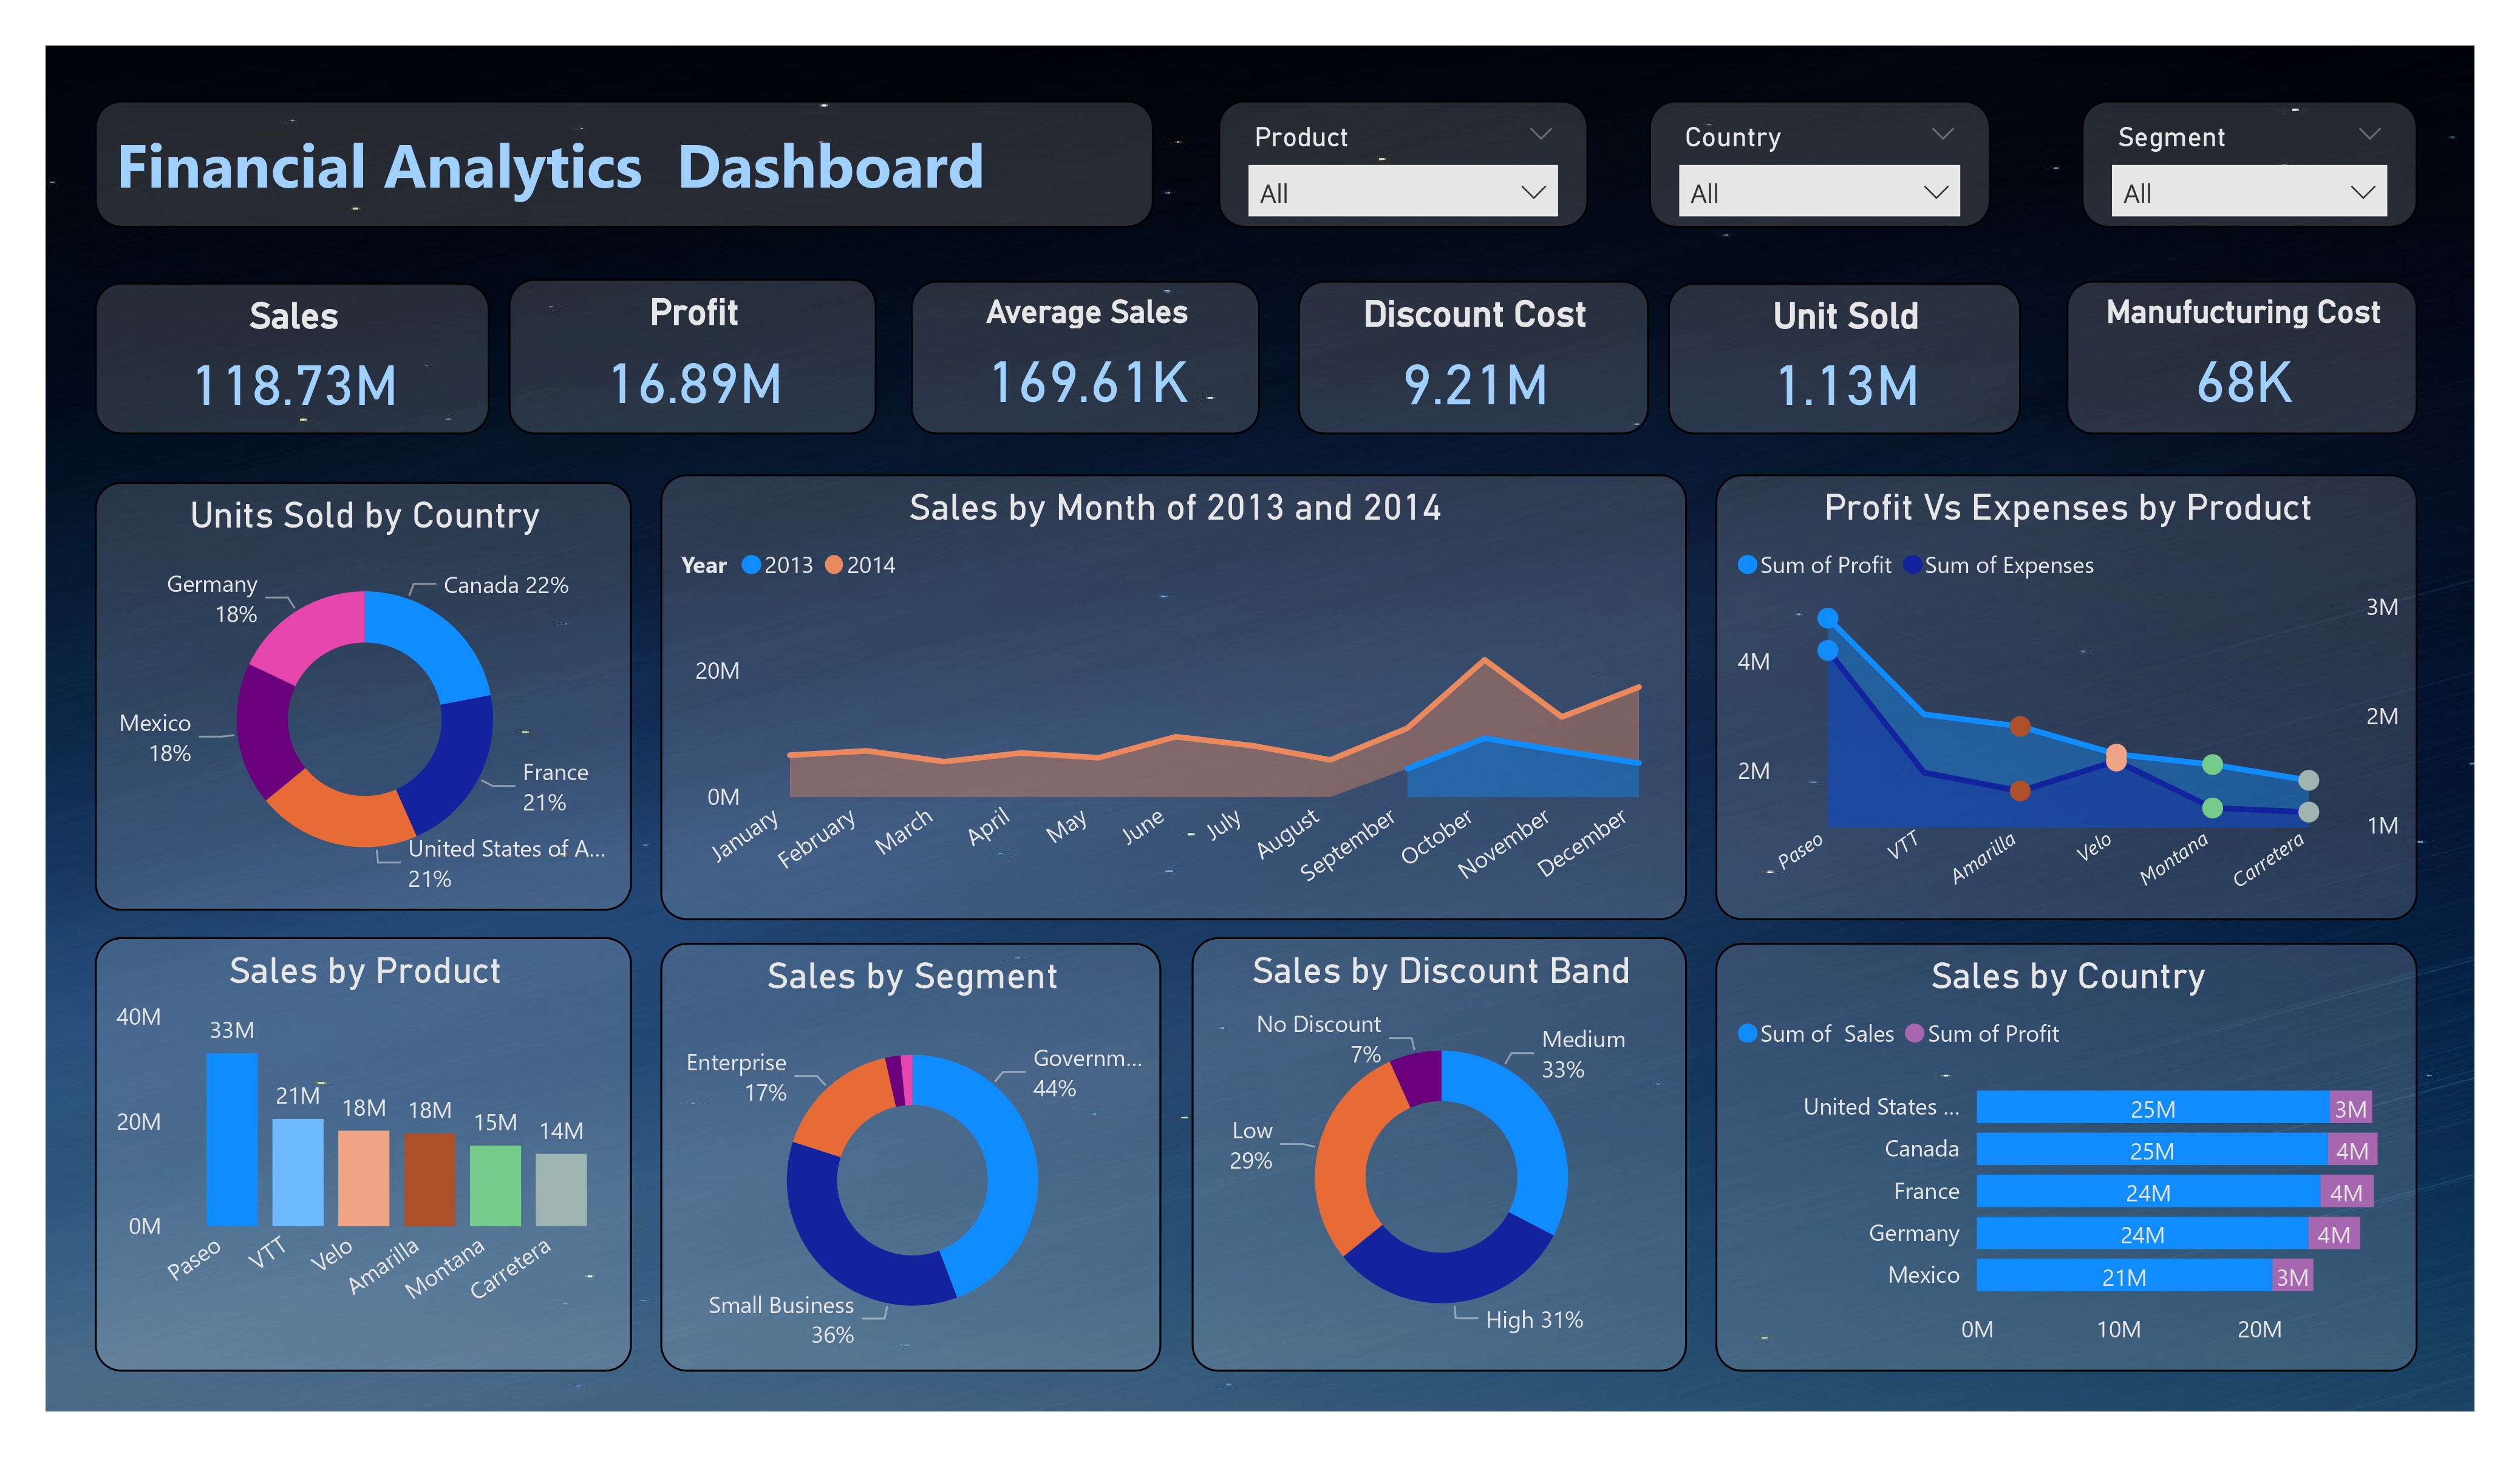 Financial Analytics  Dashboard
Product
All
Country
All
Segment
All
Sales
118.73M
Profit
16.89M
Average Sales
169.61K
Discount Cost
9.21M
Unit Sold
1.13M
Manufucturing Cost
68K
Units Sold by Country
Germany
18%
Canada 22%
Mexico
18%
France
21%
United States of A...
21%
Sales by Month of 2013 and 2014
Year 2013 2014
20M
0M
January
February
March
April
May
June
July
August
September
October
November
December
Profit Vs Expenses by Product
Sum of Profit Sum of Expenses
4M
2M
3M
2M
1M
Paseo
VTT
Amarilla
Velo
Montana
Carretera
Sales by Product
40M
20M
0M
33M
21M
18M
18M
15M
14M
Paseo
VTT
Velo
Amarilla
Montana
Carretera
Sales by Segment
Enterprise
17%
Governm...
44%
Small Business
36%
Sales by Discount Band
No Discount
7%
Medium
33%
Low
29%
High 31%
Sales by Country
Sum of  Sales Sum of Profit
United States ... 25M 3M
Canada 25M 4M
France 24M 4M
Germany 24M 4M
Mexico 21M 3M
0M 10M 20M